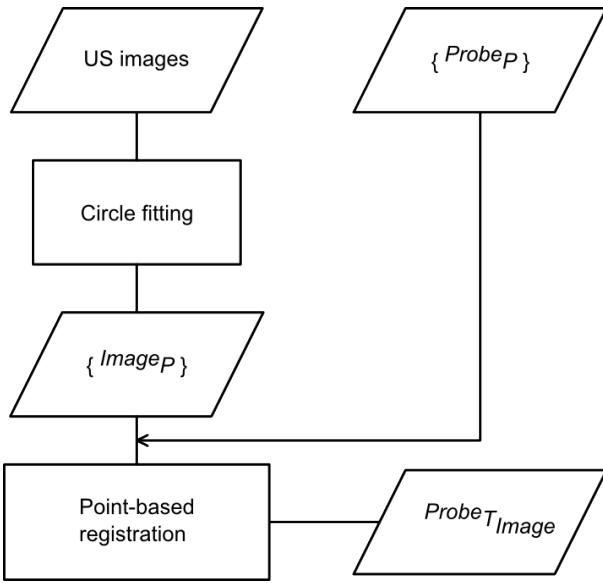 US images
{ ProbeP }
Circle fitting
{ ImageP }
Point-based
registration
ProbeTImage